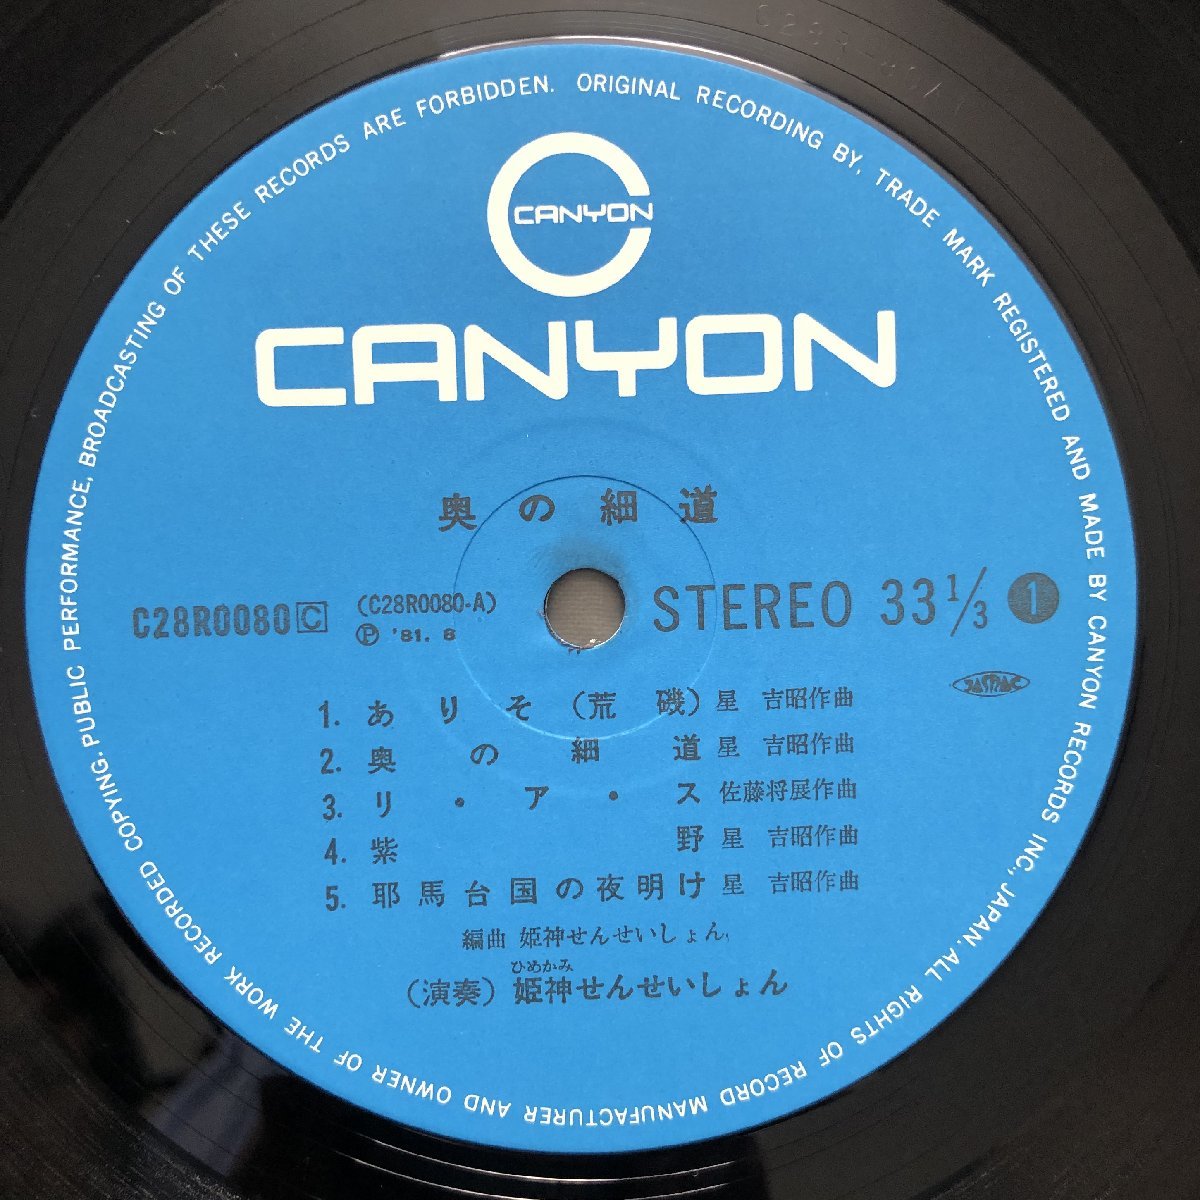 ORIGINAL RECORDING BY, TRADE MARK REGISTERED AND MADE BY CANYON RECORDS INC., JAPAN. ALL RIGHTS OF RECORD MANUFACTURER AND OWNER OF THE WORK RECORDED COPYING·PUBLIC PERFORMANCE, BROADCASTING OF THESE RECORDS ARE FORBIDDEN.
CANYON
CANYON
奥の細道
C28R0080 C
(C28R0080-A)
Ⓟ '81. 8
STEREO 33 1/3 1
JASRAC
1. ありそ(荒磯) 星 吉昭作曲
2. 奥の細道 星 吉昭作曲
3. リ・ア・ス 佐藤将展作曲
4. 紫野 星 吉昭作曲
5. 耶馬台国の夜明け 星 吉昭作曲
編曲 姫神せんせいしょん
ひめかみ
(演奏) 姫神せんせいしょん